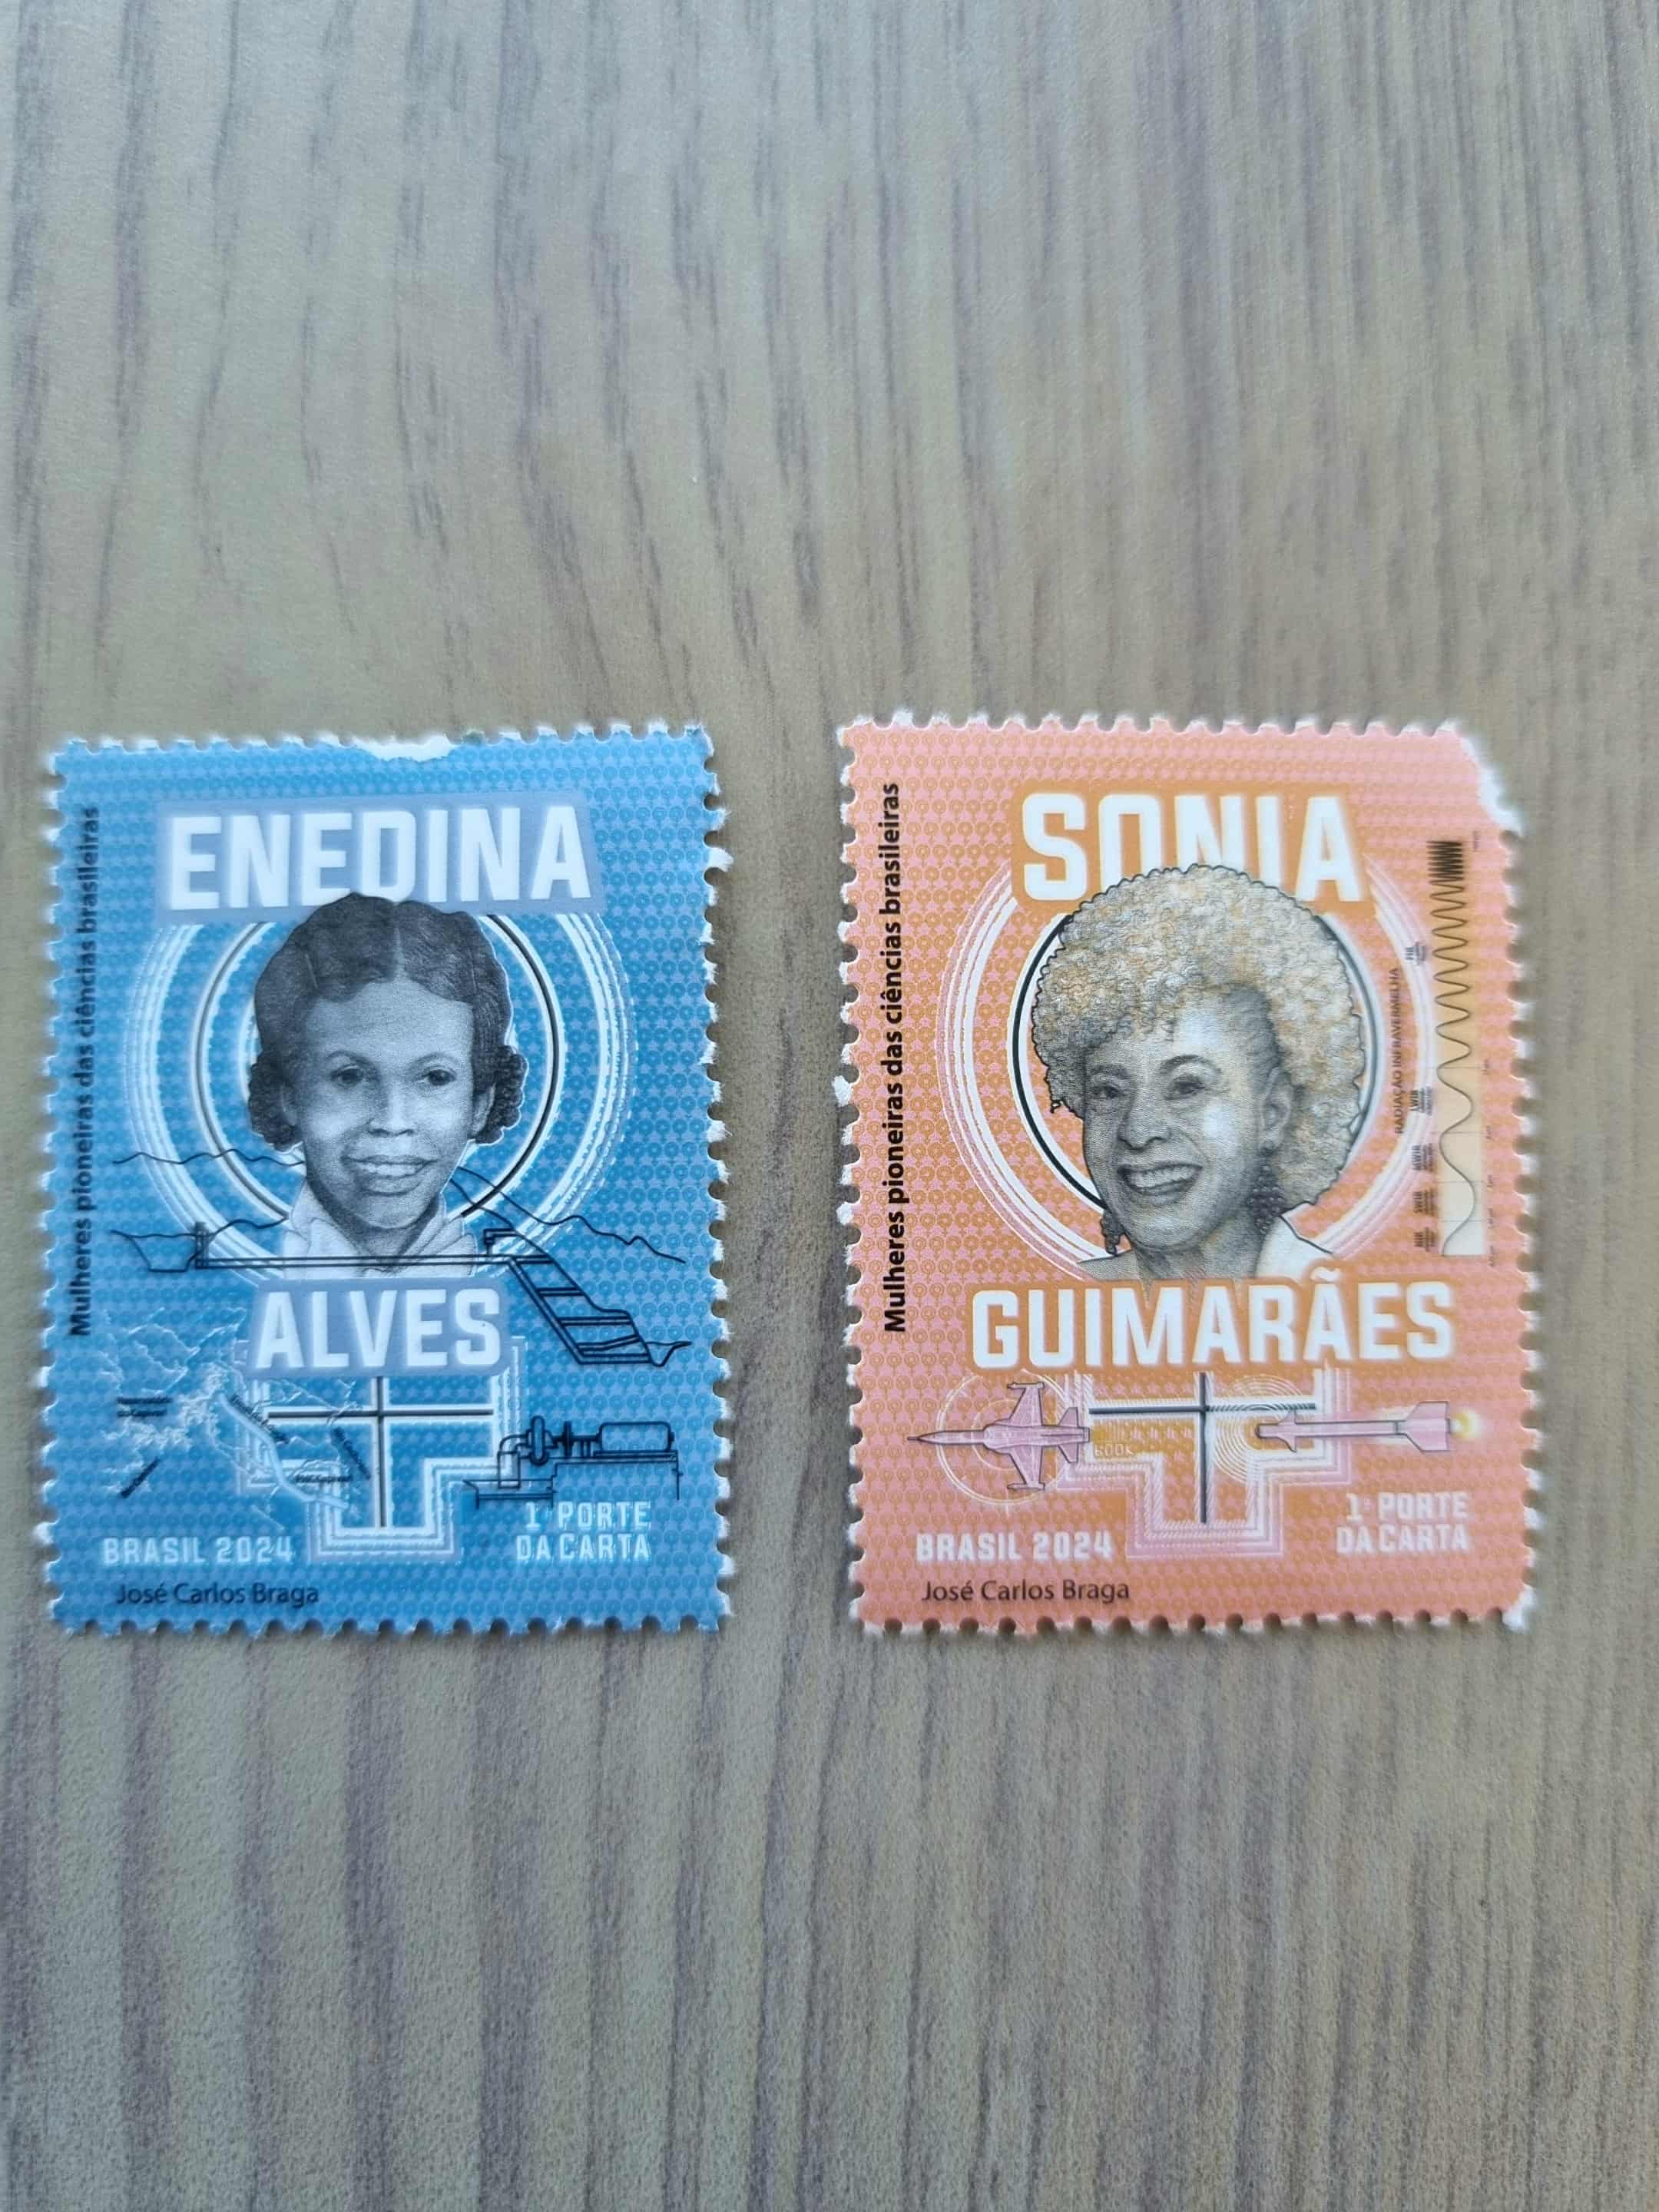 Mulheres pioneiras das ciências brasileiras
ENEDINA
ALVES
BRASIL 2024
1º PORTE
DA CARTA
José Carlos Braga
Mulheres pioneiras das ciências brasileiras
SONIA
RADIAÇÃO INFRAVERMELHA
GUIMARÃES
600K
BRASIL 2024
1º PORTE
DA CARTA
José Carlos Braga